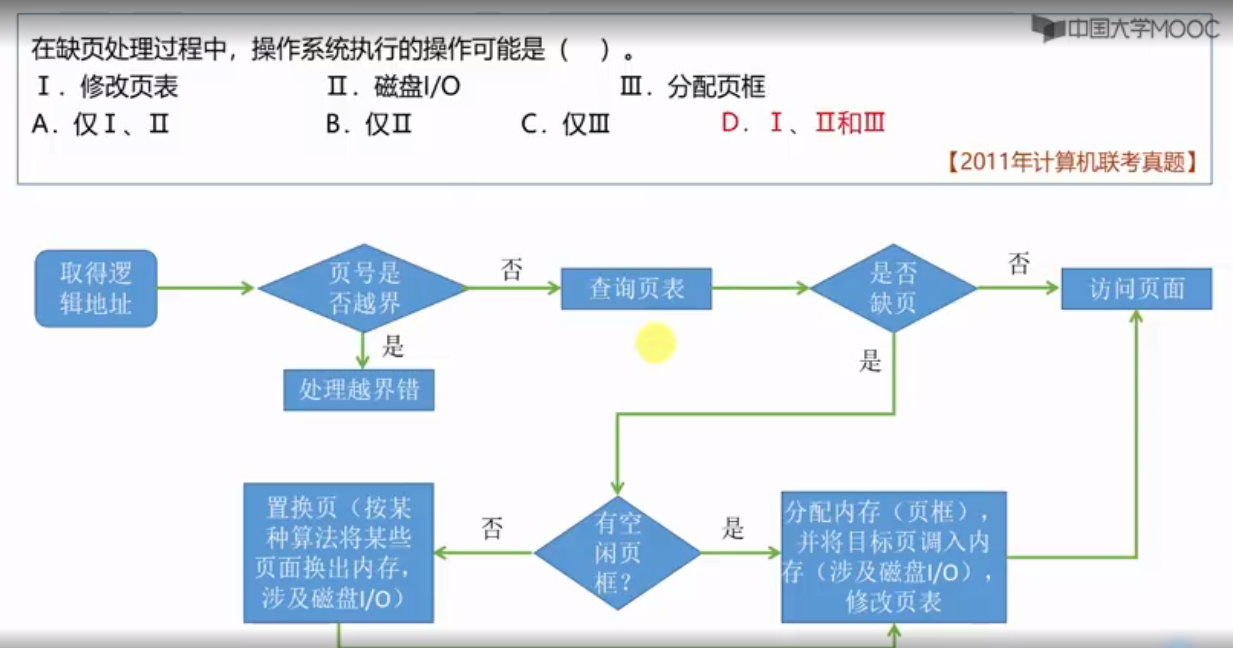 中国大学MOOC
在缺页处理过程中，操作系统执行的操作可能是（ ）。
Ⅰ．修改页表 Ⅱ．磁盘I/O Ⅲ．分配页框
A．仅Ⅰ、Ⅱ B．仅Ⅱ C．仅Ⅲ D．Ⅰ、Ⅱ和Ⅲ
【2011年计算机联考真题】
取得逻
辑地址
页号是
否越界
否
查询页表
是否
缺页
否
访问页面
是
处理越界错
是
置换页（按某
种算法将某些
页面换出内存，
涉及磁盘I/O）
否
有空
闲页
框？
是
分配内存（页框），
并将目标页调入内
存（涉及磁盘I/O），
修改页表